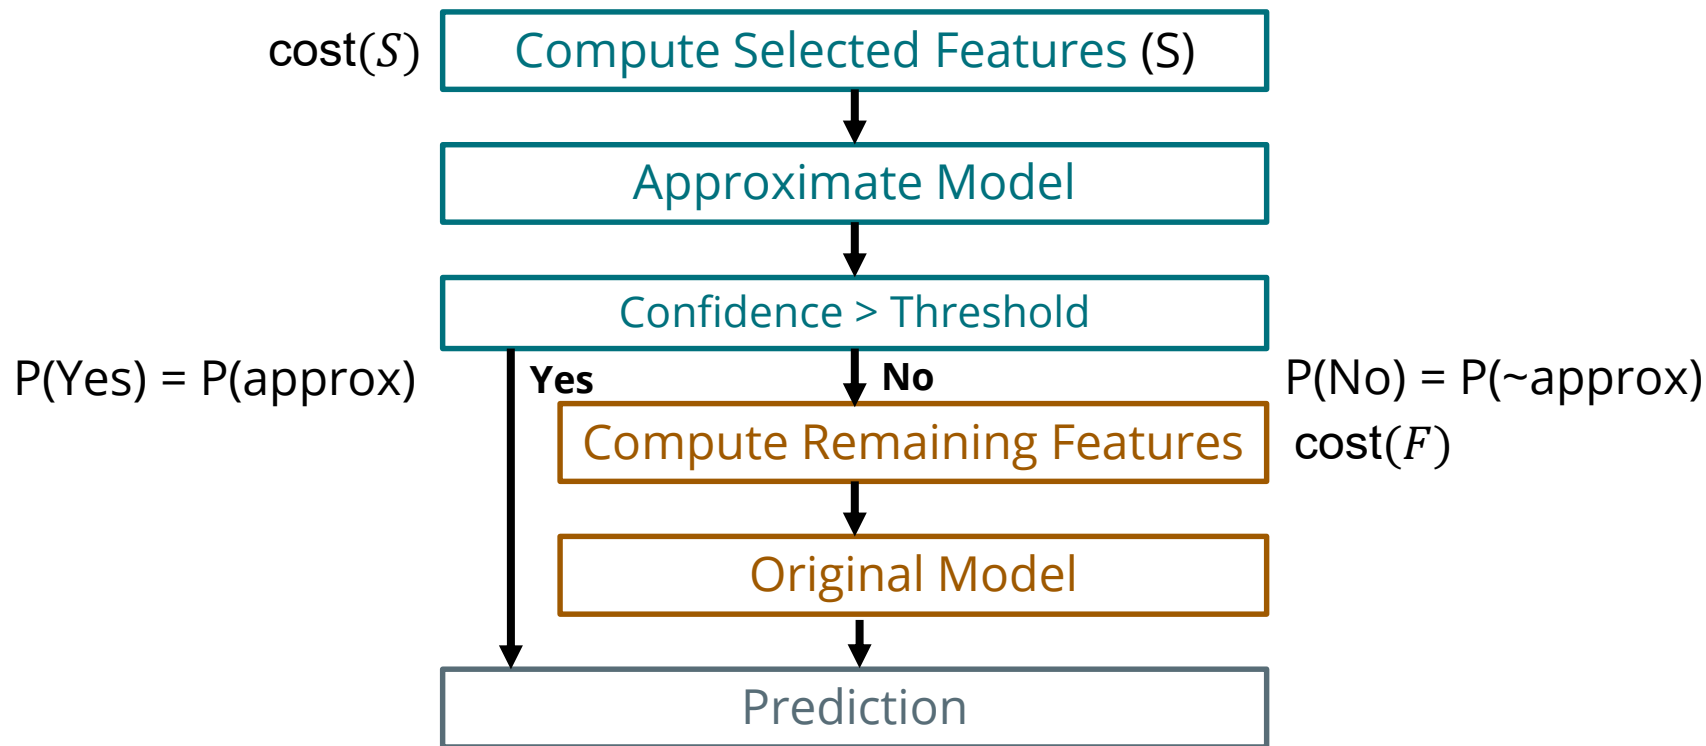 cost(S)
Compute Selected Features (S)
Approximate Model
Confidence > Threshold
P(Yes) = P(approx)
Yes
No
P(No) = P(~approx)
Compute Remaining Features
cost(F)
Original Model
Prediction